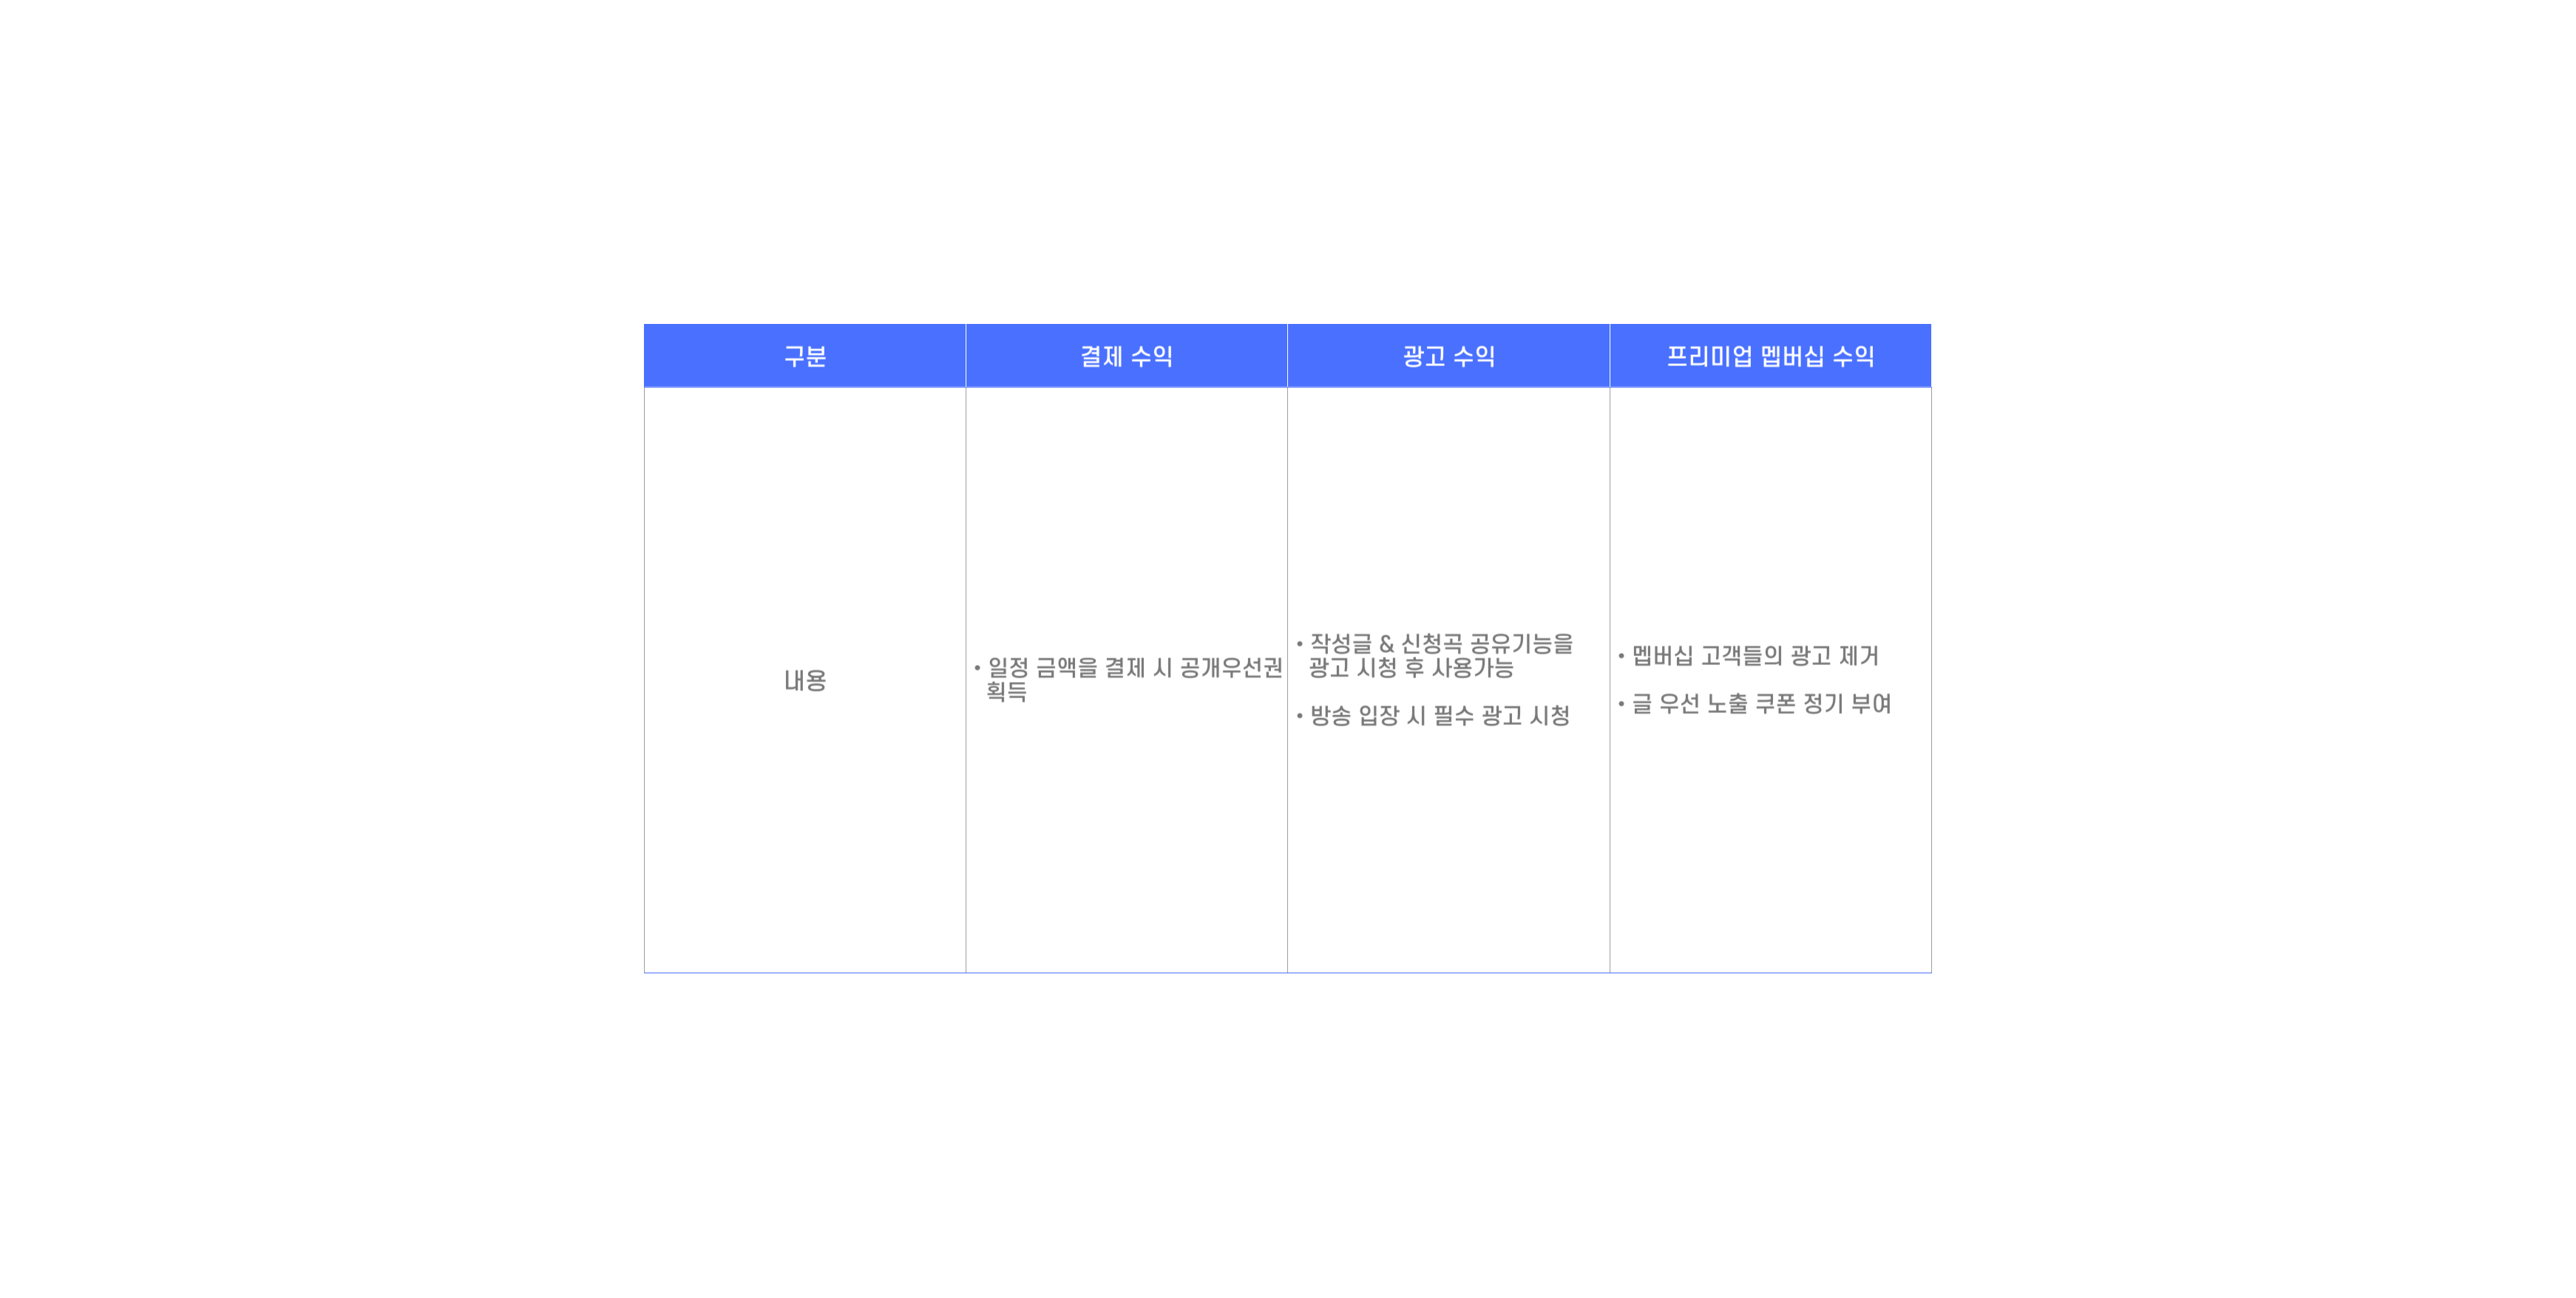 구분
결제 수익
광고 수익
프리미업 멥버십 수익
내용
• 일정 금액을 결제 시 공개우선권
획득
• 작성글 & 신청곡 공유기능을
광고 시청 후 사용가능
• 방송 입장 시 필수 광고 시청
• 멥버십 고객들의 광고 제거
• 글 우선 노출 쿠폰 정기 부여